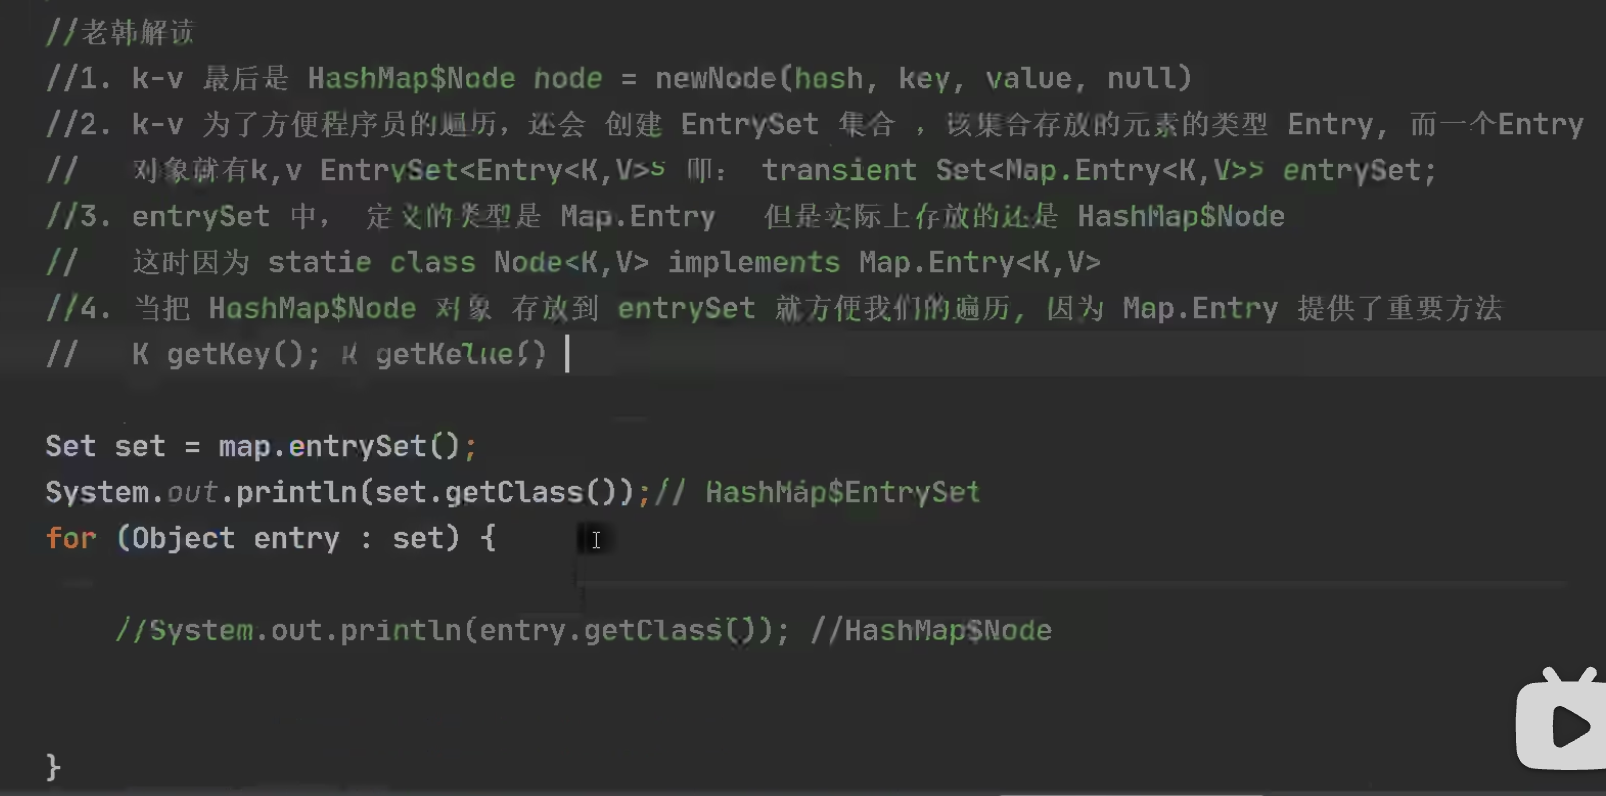 //老韩解读
//1. k-v 最后是 HashMap$Node node = newNode(hash, key, value, null)
//2. k-v 为了方便程序员的遍历，还会 创建 EntrySet 集合 ，该集合存放的元素的类型 Entry, 而一个Entry
//   对象就有k,v EntrySet<Entry<K,V>> 即： transient Set<Map.Entry<K,V>> entrySet;
//3. entrySet 中， 定义的类型是 Map.Entry   但是实际上存放的还是 HashMap$Node
//   这时因为 static class Node<K,V> implements Map.Entry<K,V>
//4. 当把 HashMap$Node 对象 存放到 entrySet 就方便我们的遍历, 因为 Map.Entry 提供了重要方法
//   K getKey();
Set set = map.entrySet();
System.out.println(set.getClass());// HashMap$EntrySet
for (Object entry : set) {
//System.out.println(entry.getClass()); //HashMap$Node
}